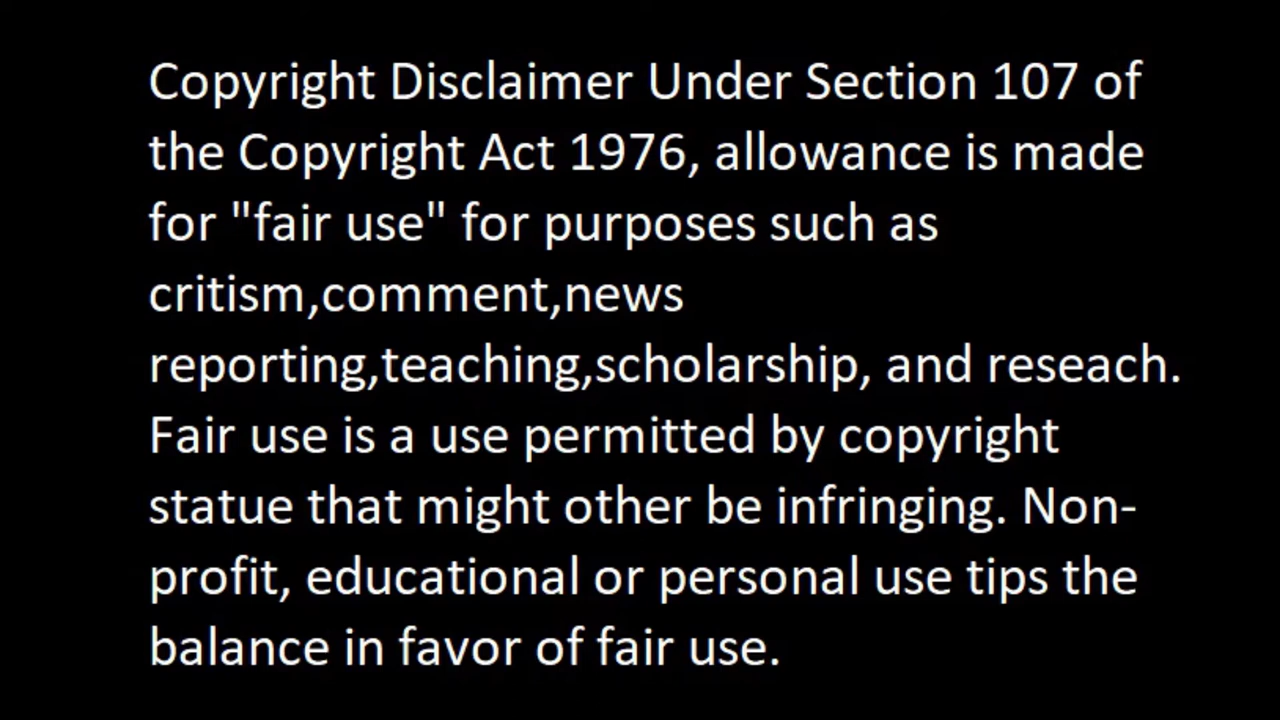 Copyright Disclaimer Under Section 107 of
the Copyright Act 1976, allowance is made
for "fair use" for purposes such as
critism,comment,news
reporting,teaching,scholarship, and reseach.
Fair use is a use permitted by copyright
statue that might other be infringing. Non-
profit, educational or personal use tips the
balance in favor of fair use.